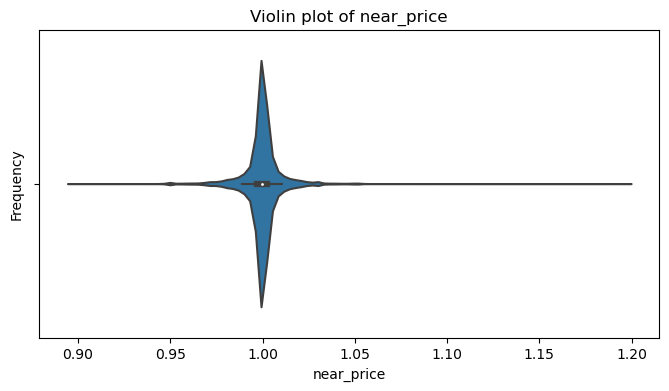 Violin plot of near_price
Frequency
0.90 0.95 1.00 1.05 1.10 1.15 1.20
near_price